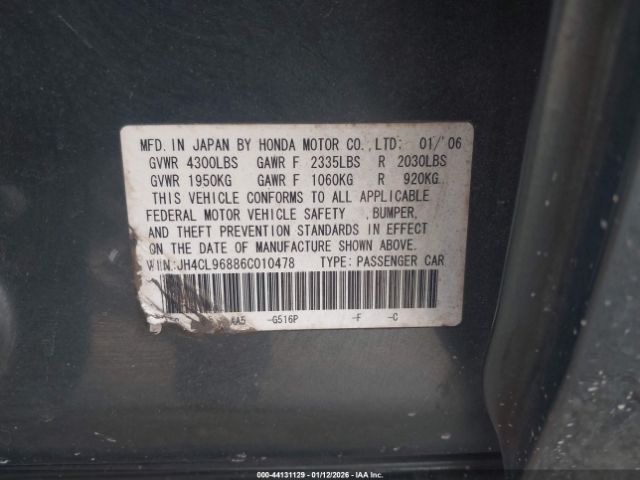 MFD. IN JAPAN BY HONDA MOTOR CO.,LTD: 01/'06
GVWR 4300LBS GAWR F 2335LBS R 2030LBS
GVWR 1950KG GAWR F 1060KG R 920KG
THIS VEHICLE CONFORMS TO ALL APPLICABLE
FEDERAL MOTOR VEHICLE SAFETY ,BUMPER,
AND THEFT PREVENTION STANDARDS IN EFFECT
ON THE DATE OF MANUFACTURE SHOWN ABOVE.
JH4CL96886C010478 TYPE: PASSENGER CAR
-G516P -F -C
000-44131129 - 01/12/2026 - IAA Inc.